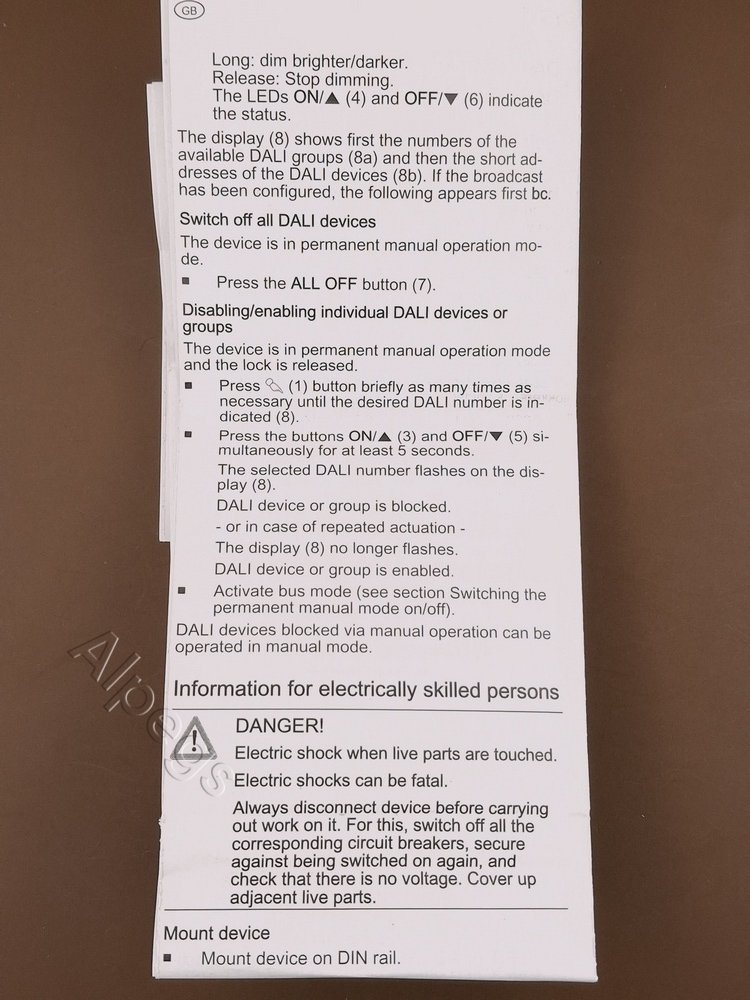 GB
Long: dim brighter/darker.
Release: Stop dimming.
The LEDs ON/▲ (4) and OFF/▼ (6) indicate
the status.
The display (8) shows first the numbers of the
available DALI groups (8a) and then the short ad-
dresses of the DALI devices (8b). If the broadcast
has been configured, the following appears first bc.
Switch off all DALI devices
The device is in permanent manual operation mo-
de.
▪ Press the ALL OFF button (7).
Disabling/enabling individual DALI devices or
groups
The device is in permanent manual operation mode
and the lock is released.
▪ Press (1) button briefly as many times as
necessary until the desired DALI number is in-
dicated (8).
▪ Press the buttons ON/▲ (3) and OFF/▼ (5) si-
multaneously for at least 5 seconds.
The selected DALI number flashes on the dis-
play (8).
DALI device or group is blocked.
- or in case of repeated actuation -
The display (8) no longer flashes.
DALI device or group is enabled.
▪ Activate bus mode (see section Switching the
permanent manual mode on/off).
DALI devices blocked via manual operation can be
operated in manual mode.
Information for electrically skilled persons
DANGER!
Electric shock when live parts are touched.
Electric shocks can be fatal.
Always disconnect device before carrying
out work on it. For this, switch off all the
corresponding circuit breakers, secure
against being switched on again, and
check that there is no voltage. Cover up
adjacent live parts.
Mount device
▪ Mount device on DIN rail.
Alpegs